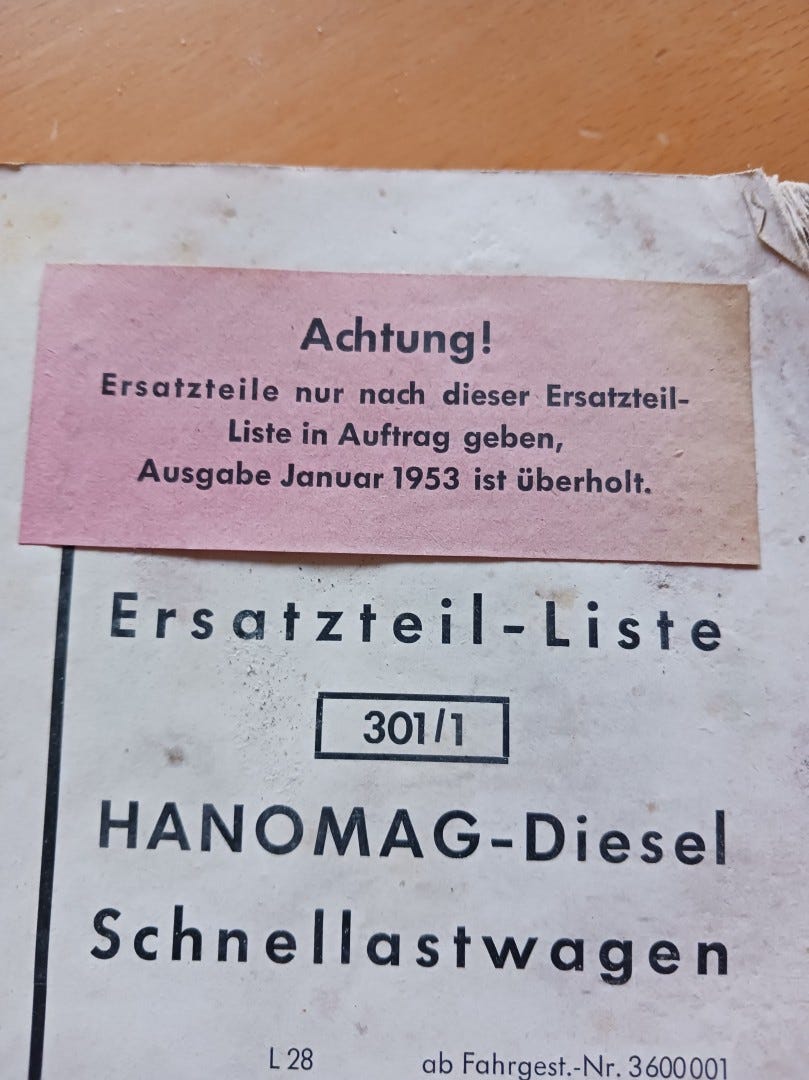 Achtung!
Ersatzteile nur nach dieser Ersatzteil-
Liste in Auftrag geben,
Ausgabe Januar 1953 ist überholt.
Ersatzteil-Liste
301/1
HANOMAG-Diesel
Schnellastwagen
L 28 ab Fahrgest.-Nr. 3600001